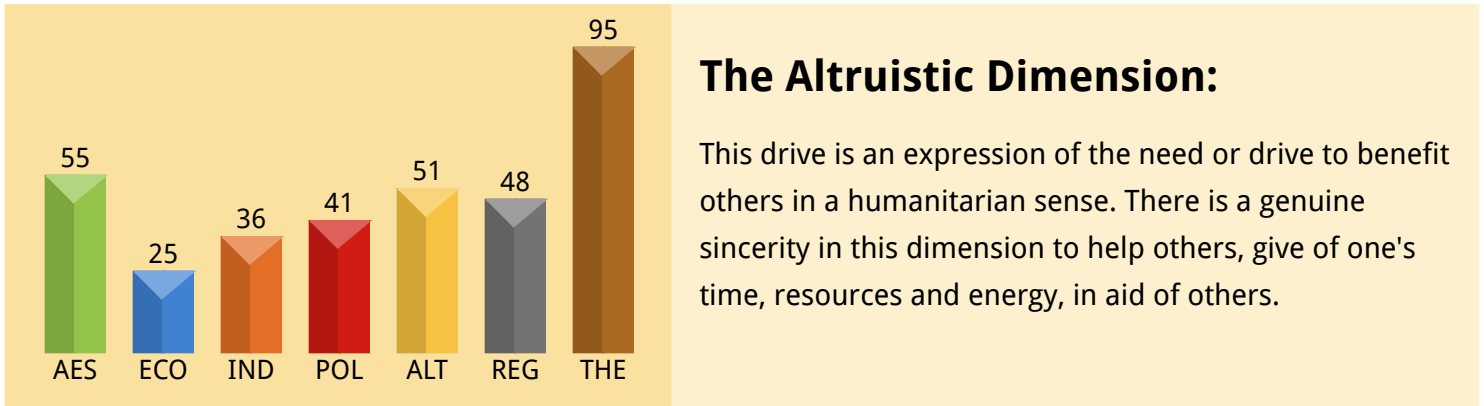 95
55
51
48
41
36
25
AES ECO IND POL ALT REG THE
The Altruistic Dimension:
This drive is an expression of the need or drive to benefit
others in a humanitarian sense. There is a genuine
sincerity in this dimension to help others, give of one's
time, resources and energy, in aid of others.